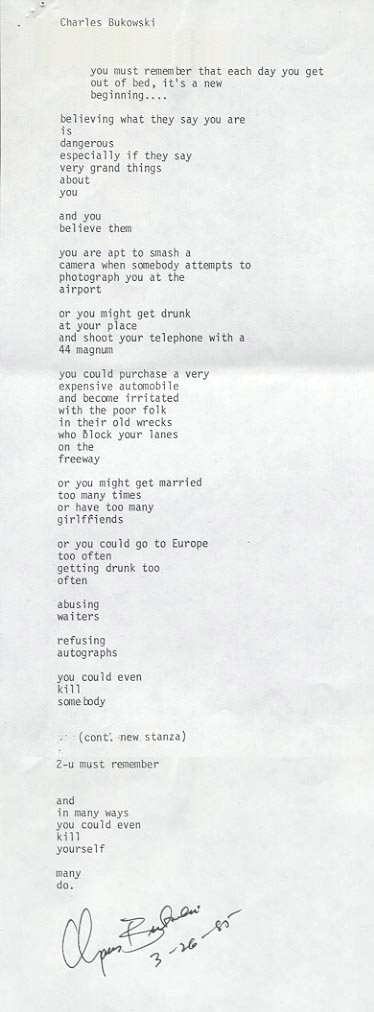 Charles Bukowski
you must remember that each day you get
out of bed, it's a new
beginning....
believing what they say you are
is
dangerous
especially if they say
very grand things
about
you
and you
believe them
you are apt to smash a
camera when somebody attempts to
photograph you at the
airport
or you might get drunk
at your place
and shoot your telephone with a
44 magnum
you could purchase a very
expensive automobile
and become irritated
with the poor folk
in their old wrecks
who block your lanes
on the
freeway
or you might get married
too many times
or have too many
girlfriends
or you could go to Europe
too often
getting drunk too
often
abusing
waiters
refusing
autographs
you could even
kill
somebody
(cont. new stanza)
2-u must remember
and
in many ways
you could even
kill
yourself
many
do.
Bukowski
3-26-85